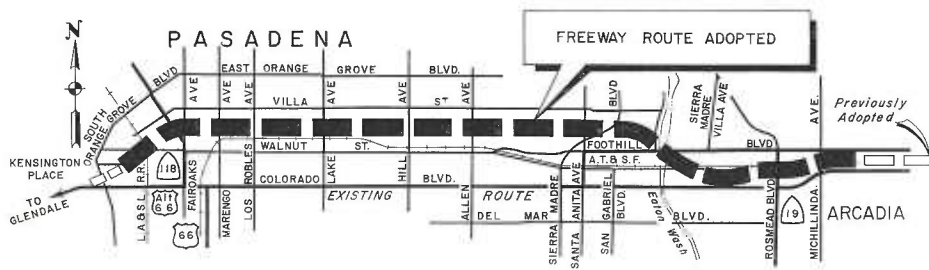 N
PASADENA
FREEWAY ROUTE ADOPTED
SOUTH
ORANGE GROVE BLVD
EAST ORANGE GROVE BLVD.
VILLA ST
WALNUT ST.
COLORADO BLVD.
EXISTING ROUTE
DEL MAR BLVD.
FOOTHILL BLVD
A.T. & S.F.
KENSINGTON
PLACE
TO
GLENDALE
L.A. & S.L. R.R.
118
Alt
66
66
FAIROAKS AVE
MARENGO AVE
LOS ROBLES AVE
LAKE AVE
HILL AVE
ALLEN AVE
SIERRA MADRE
SANTA ANITA AVE
SAN GABRIEL
BLVD.
BLVD
Eaton Wash
SIERRA
MADRE
VILLA AVE
ROSEMEAD BLVD
19
MICHILLINDA AVE.
Previously
Adopted
ARCADIA